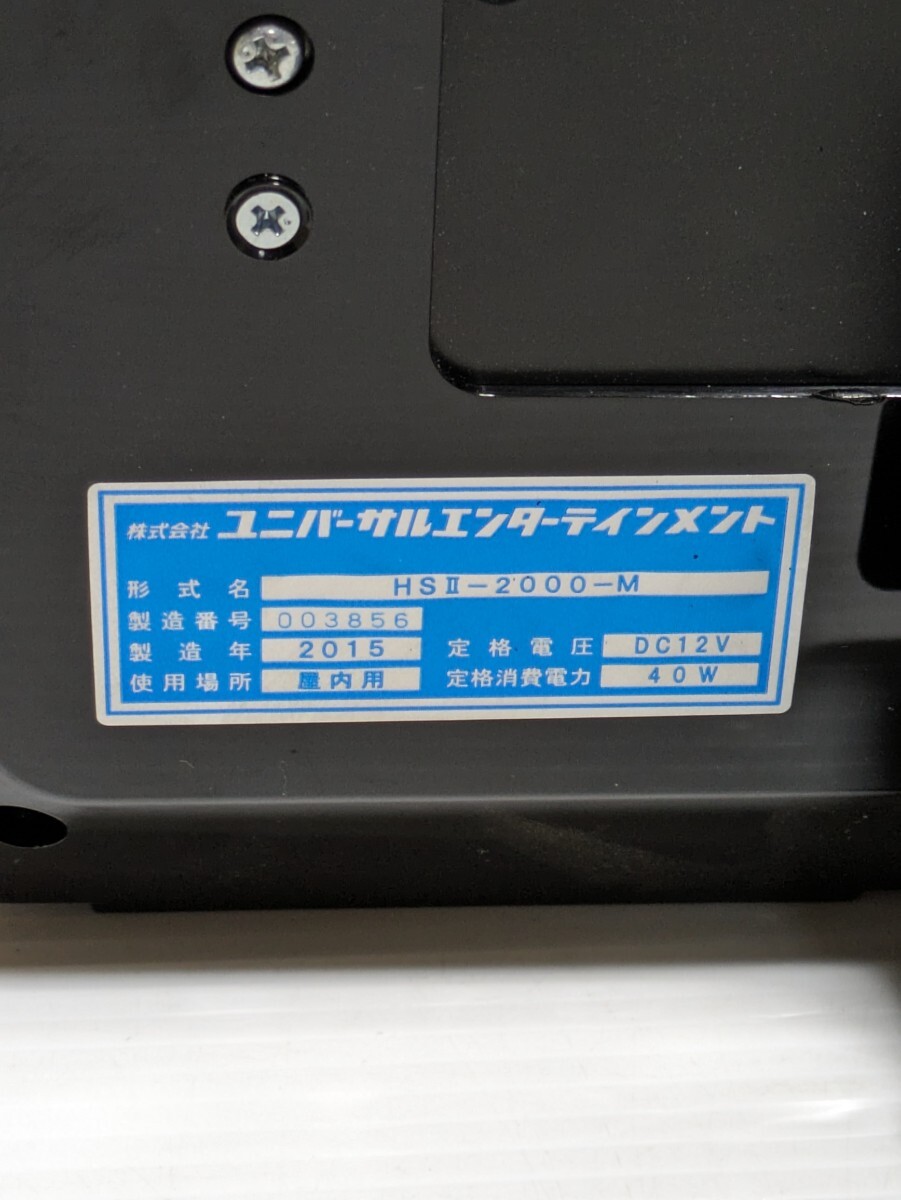 株式会社 ユニバーサルエンターテインメント
形式名 HSⅡ-2000-M
製造番号 003856
製造年 2015 定格電圧 DC12V
使用場所 屋内用 定格消費電力 40W